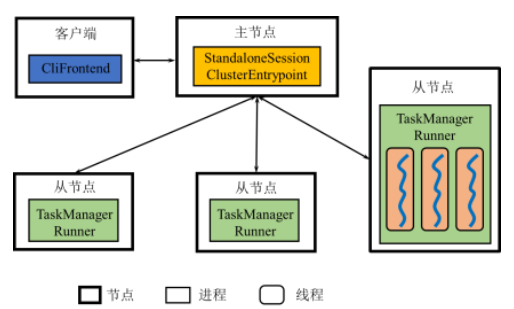 客户端
CliFrontend
主节点
StandaloneSession
ClusterEntrypoint
从节点
TaskManager
Runner
从节点
TaskManager
Runner
从节点
TaskManager
Runner
节点
进程
线程